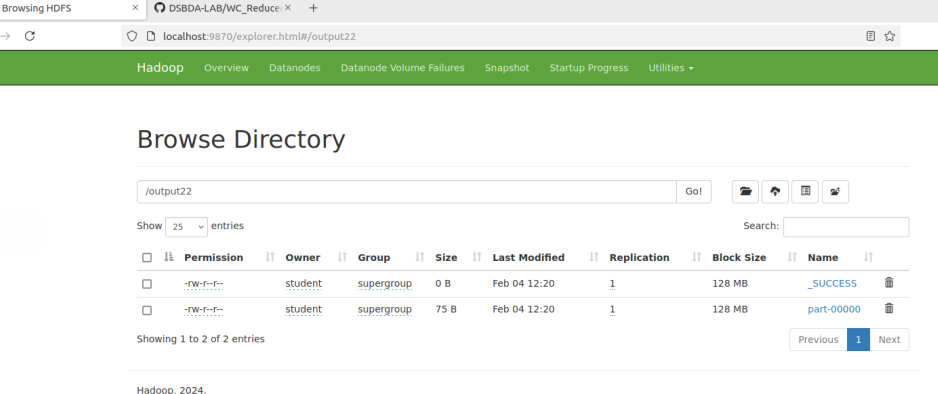 Browsing HDFS × DSBDA-LAB/WC_Reducer × +
localhost:9870/explorer.html#/output22
Hadoop Overview Datanodes Datanode Volume Failures Snapshot Startup Progress Utilities
Browse Directory
/output22 Go!
Show 25 entries Search:
Permission Owner Group Size Last Modified Replication Block Size Name
-rw-r--r-- student supergroup 0 B Feb 04 12:20 1 128 MB _SUCCESS
-rw-r--r-- student supergroup 75 B Feb 04 12:20 1 128 MB part-00000
Showing 1 to 2 of 2 entries Previous 1 Next
Hadoop, 2024.